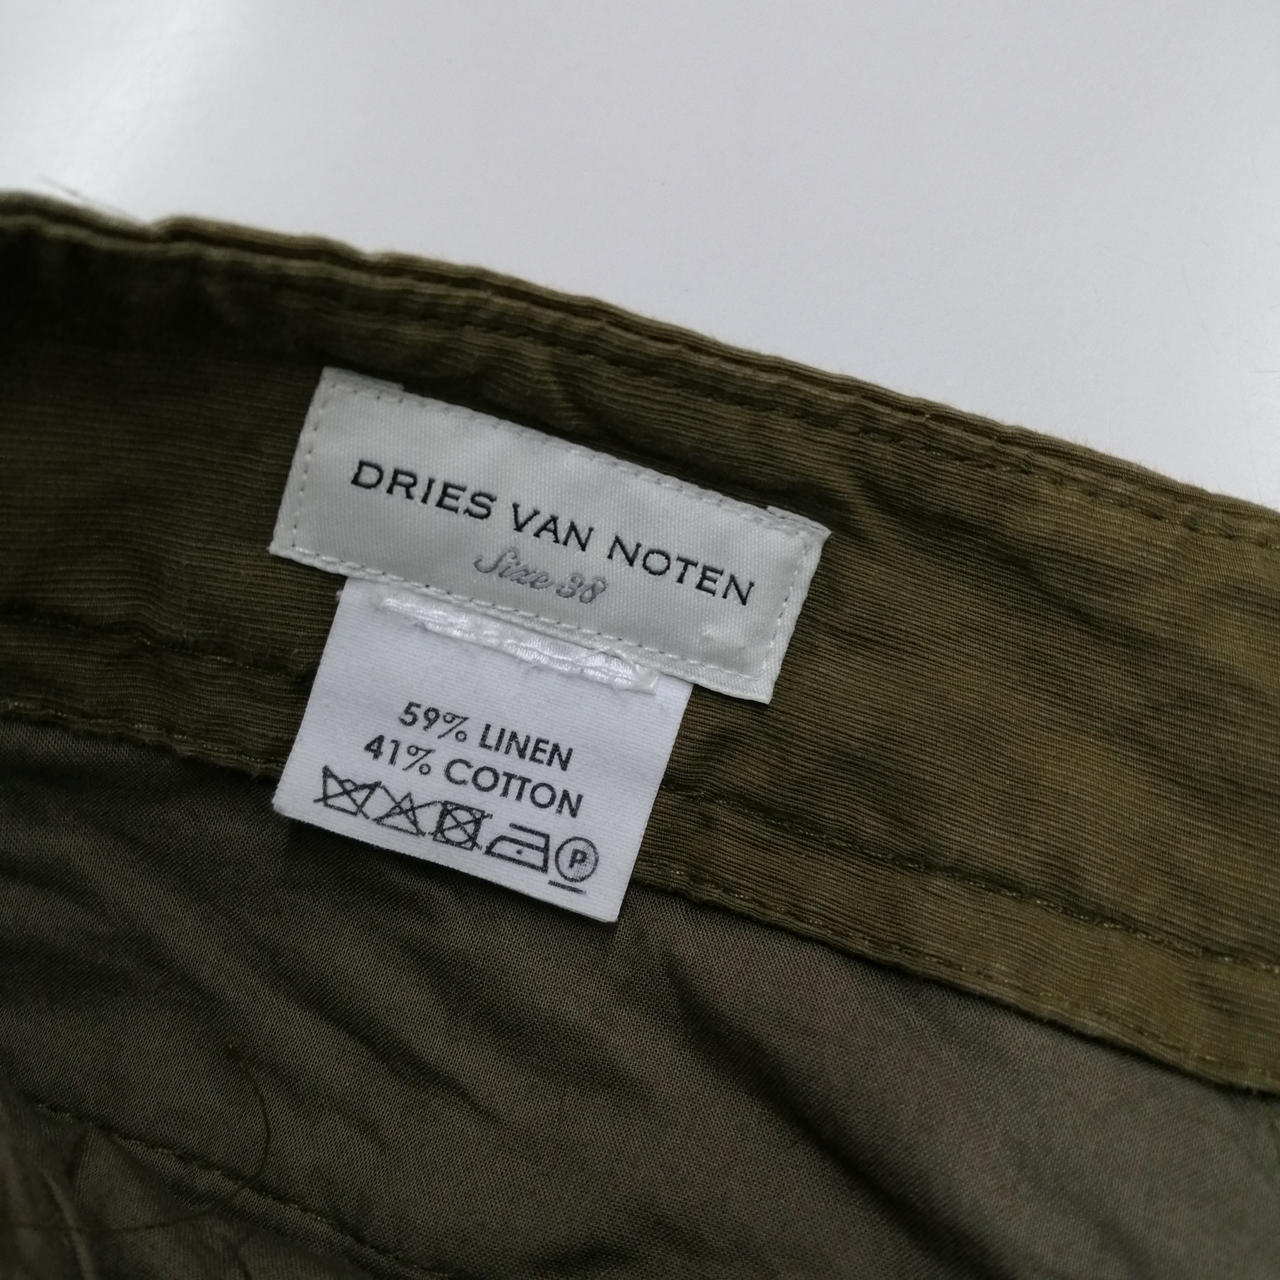 DRIES VAN NOTEN
Size 38
59% LINEN
41% COTTON
P